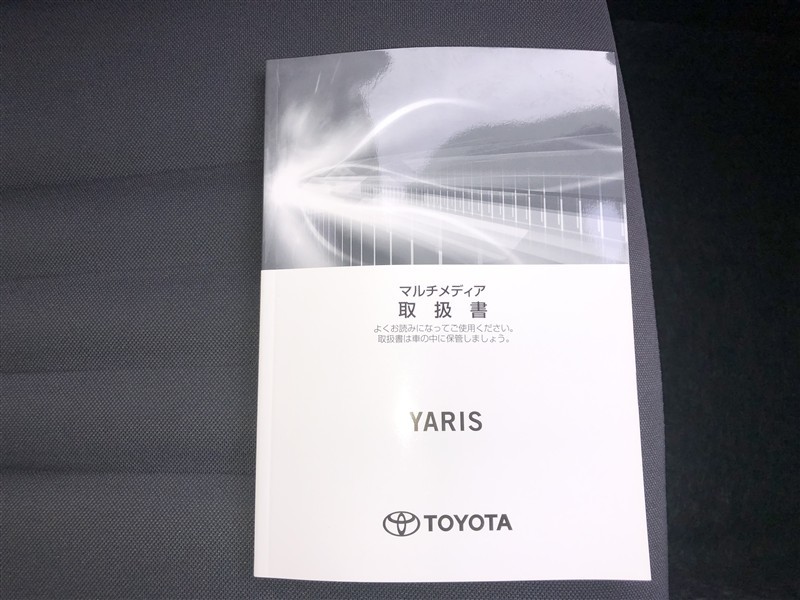 マルチメディア
取扱書
よくお読みになってご使用ください。
取扱書は車の中に保管しましょう。
YARIS
TOYOTA